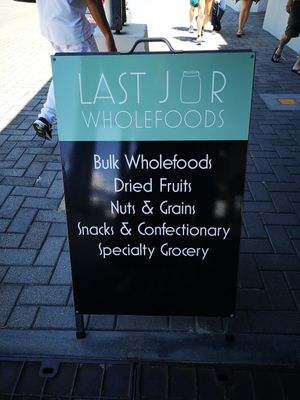 LAST JAR
WHOLEFOODS
Bulk Wholefoods
Dried Fruits
Nuts & Grains
Snacks & Confectionary
Specialty Grocery